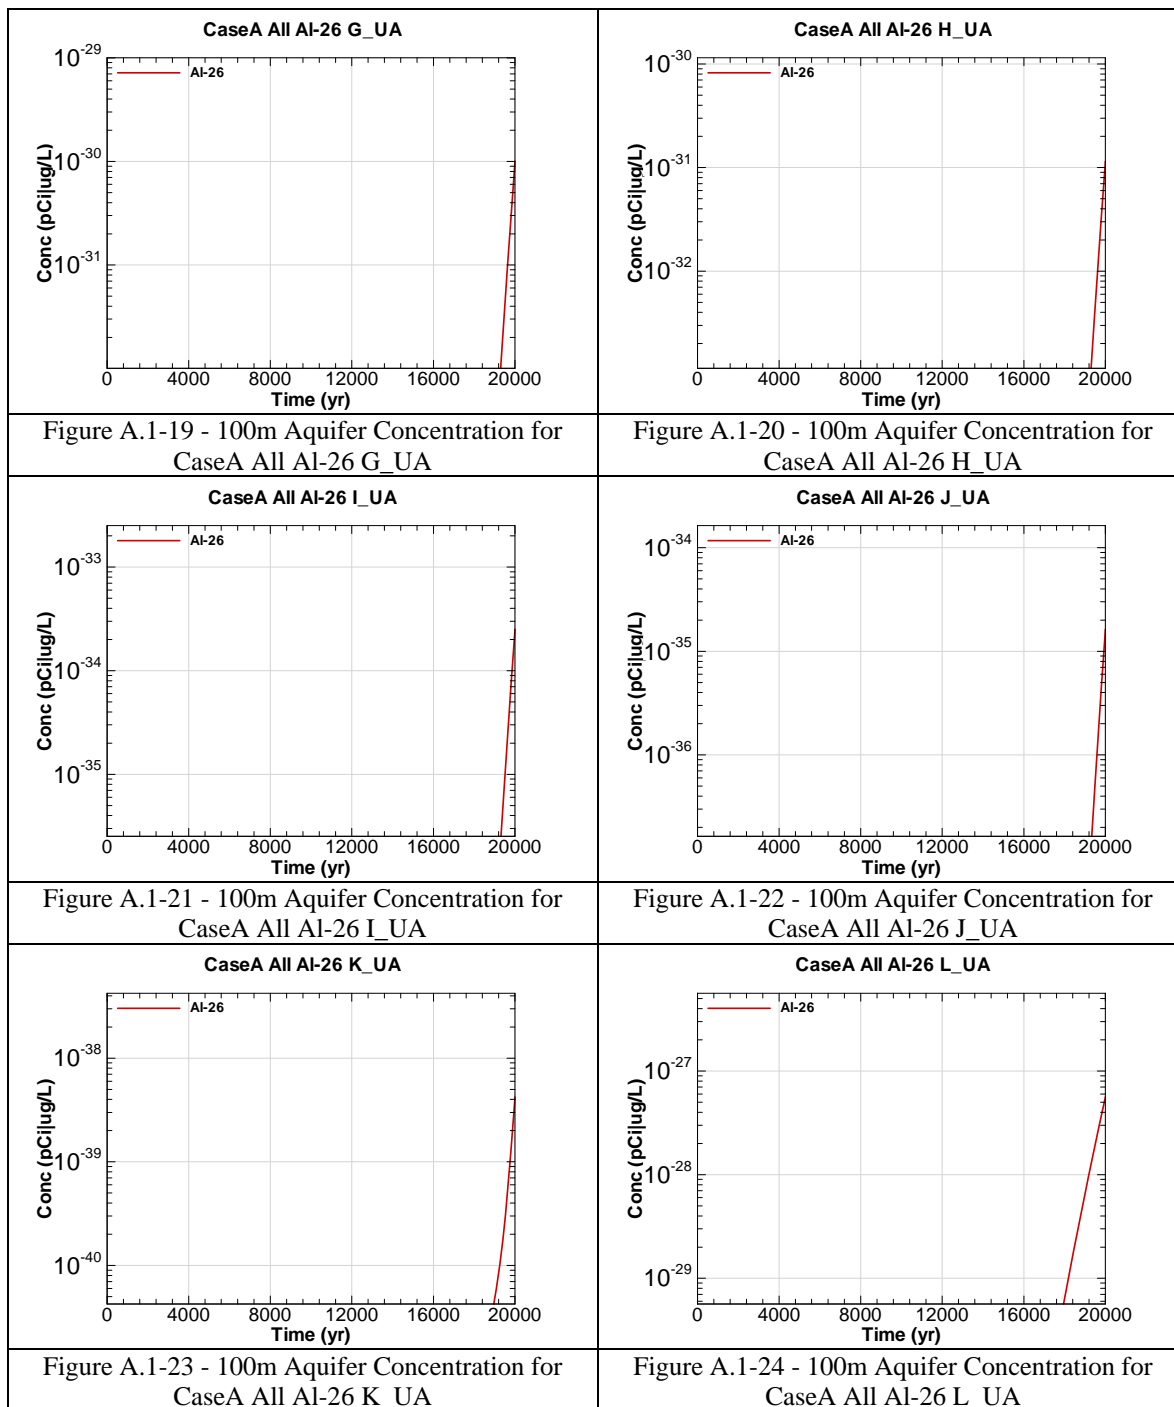 CaseA All Al-26 G_UA
Conc (pCi|ug/L)
10-29
10-30
10-31
Al-26
0 4000 8000 12000 16000 20000
Time (yr)
Figure A.1-19 - 100m Aquifer Concentration for
CaseA All Al-26 G_UA
CaseA All Al-26 H_UA
Conc (pCi|ug/L)
10-30
10-31
10-32
Al-26
0 4000 8000 12000 16000 20000
Time (yr)
Figure A.1-20 - 100m Aquifer Concentration for
CaseA All Al-26 H_UA
CaseA All Al-26 I_UA
Conc (pCi|ug/L)
10-33
10-34
10-35
Al-26
0 4000 8000 12000 16000 20000
Time (yr)
Figure A.1-21 - 100m Aquifer Concentration for
CaseA All Al-26 I_UA
CaseA All Al-26 J_UA
Conc (pCi|ug/L)
10-34
10-35
10-36
Al-26
0 4000 8000 12000 16000 20000
Time (yr)
Figure A.1-22 - 100m Aquifer Concentration for
CaseA All Al-26 J_UA
CaseA All Al-26 K_UA
Conc (pCi|ug/L)
10-38
10-39
10-40
Al-26
0 4000 8000 12000 16000 20000
Time (yr)
Figure A.1-23 - 100m Aquifer Concentration for
CaseA All Al-26 K_UA
CaseA All Al-26 L_UA
Conc (pCi|ug/L)
10-27
10-28
10-29
Al-26
0 4000 8000 12000 16000 20000
Time (yr)
Figure A.1-24 - 100m Aquifer Concentration for
CaseA All Al-26 L_UA